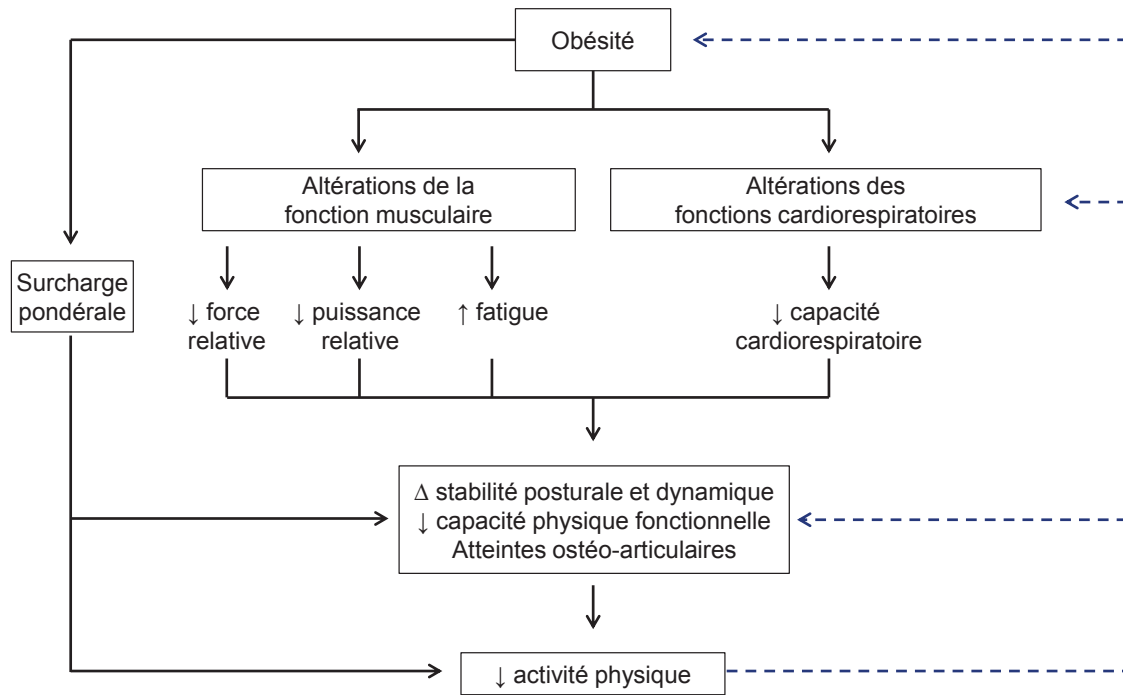 Obésité
Altérations de la
fonction musculaire
Altérations des
fonctions cardiorespiratoires
Surcharge
pondérale
↓ force
relative
↓ puissance
relative
↑ fatigue
↓ capacité
cardiorespiratoire
Δ stabilité posturale et dynamique
↓ capacité physique fonctionnelle
Atteintes ostéo-articulaires
↓ activité physique